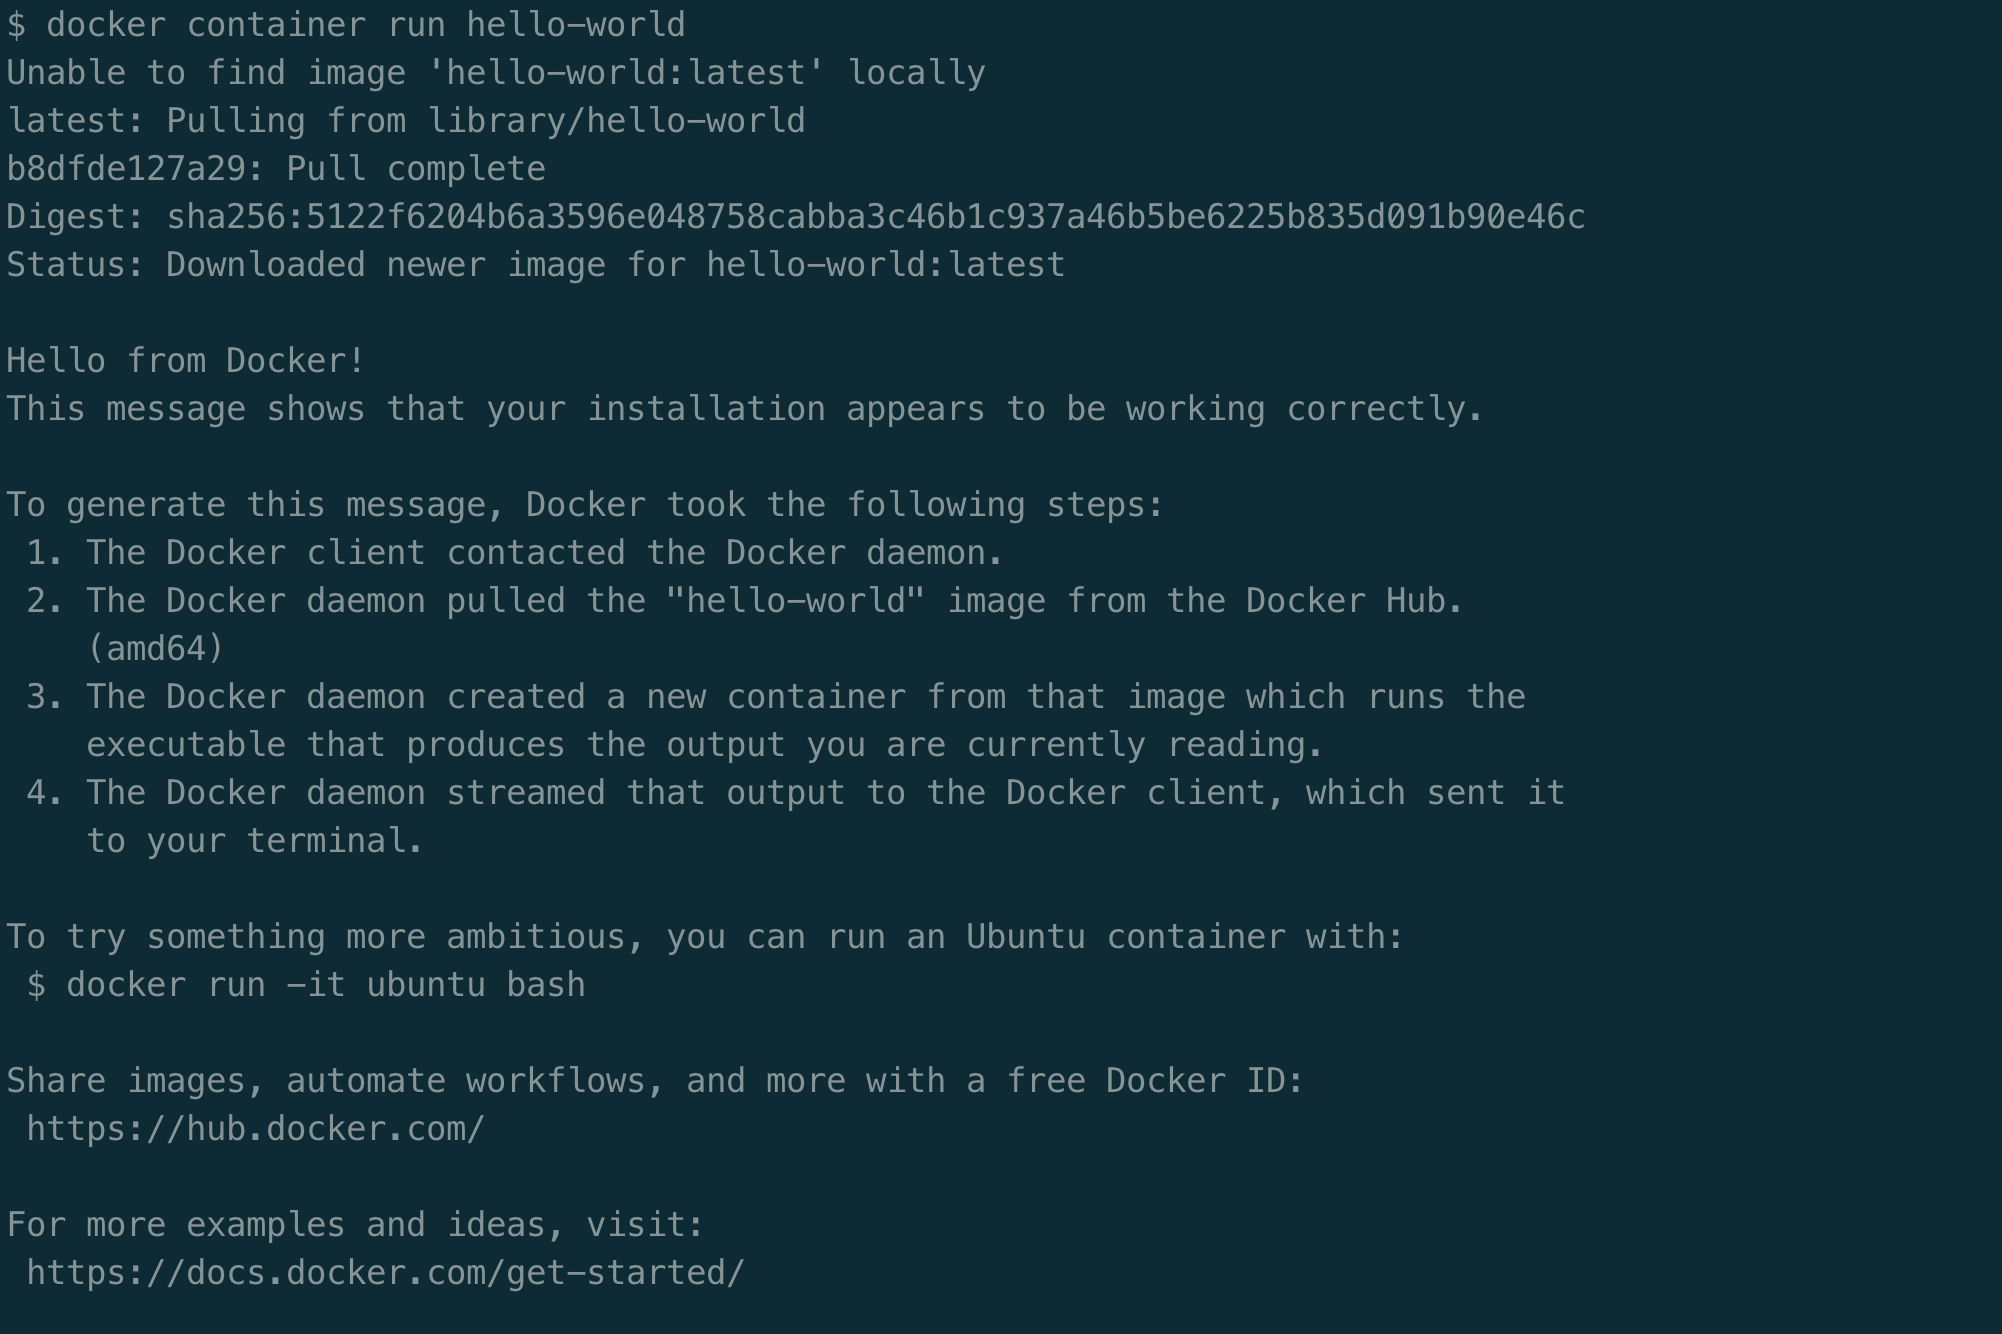 $ docker container run hello-world
Unable to find image 'hello-world:latest' locally
latest: Pulling from library/hello-world
b8dfde127a29: Pull complete
Digest: sha256:5122f6204b6a3596e048758cabba3c46b1c937a46b5be6225b835d091b90e46c
Status: Downloaded newer image for hello-world:latest

Hello from Docker!
This message shows that your installation appears to be working correctly.

To generate this message, Docker took the following steps:
 1. The Docker client contacted the Docker daemon.
 2. The Docker daemon pulled the "hello-world" image from the Docker Hub.
    (amd64)
 3. The Docker daemon created a new container from that image which runs the
    executable that produces the output you are currently reading.
 4. The Docker daemon streamed that output to the Docker client, which sent it
    to your terminal.

To try something more ambitious, you can run an Ubuntu container with:
 $ docker run -it ubuntu bash

Share images, automate workflows, and more with a free Docker ID:
 https://hub.docker.com/

For more examples and ideas, visit:
 https://docs.docker.com/get-started/